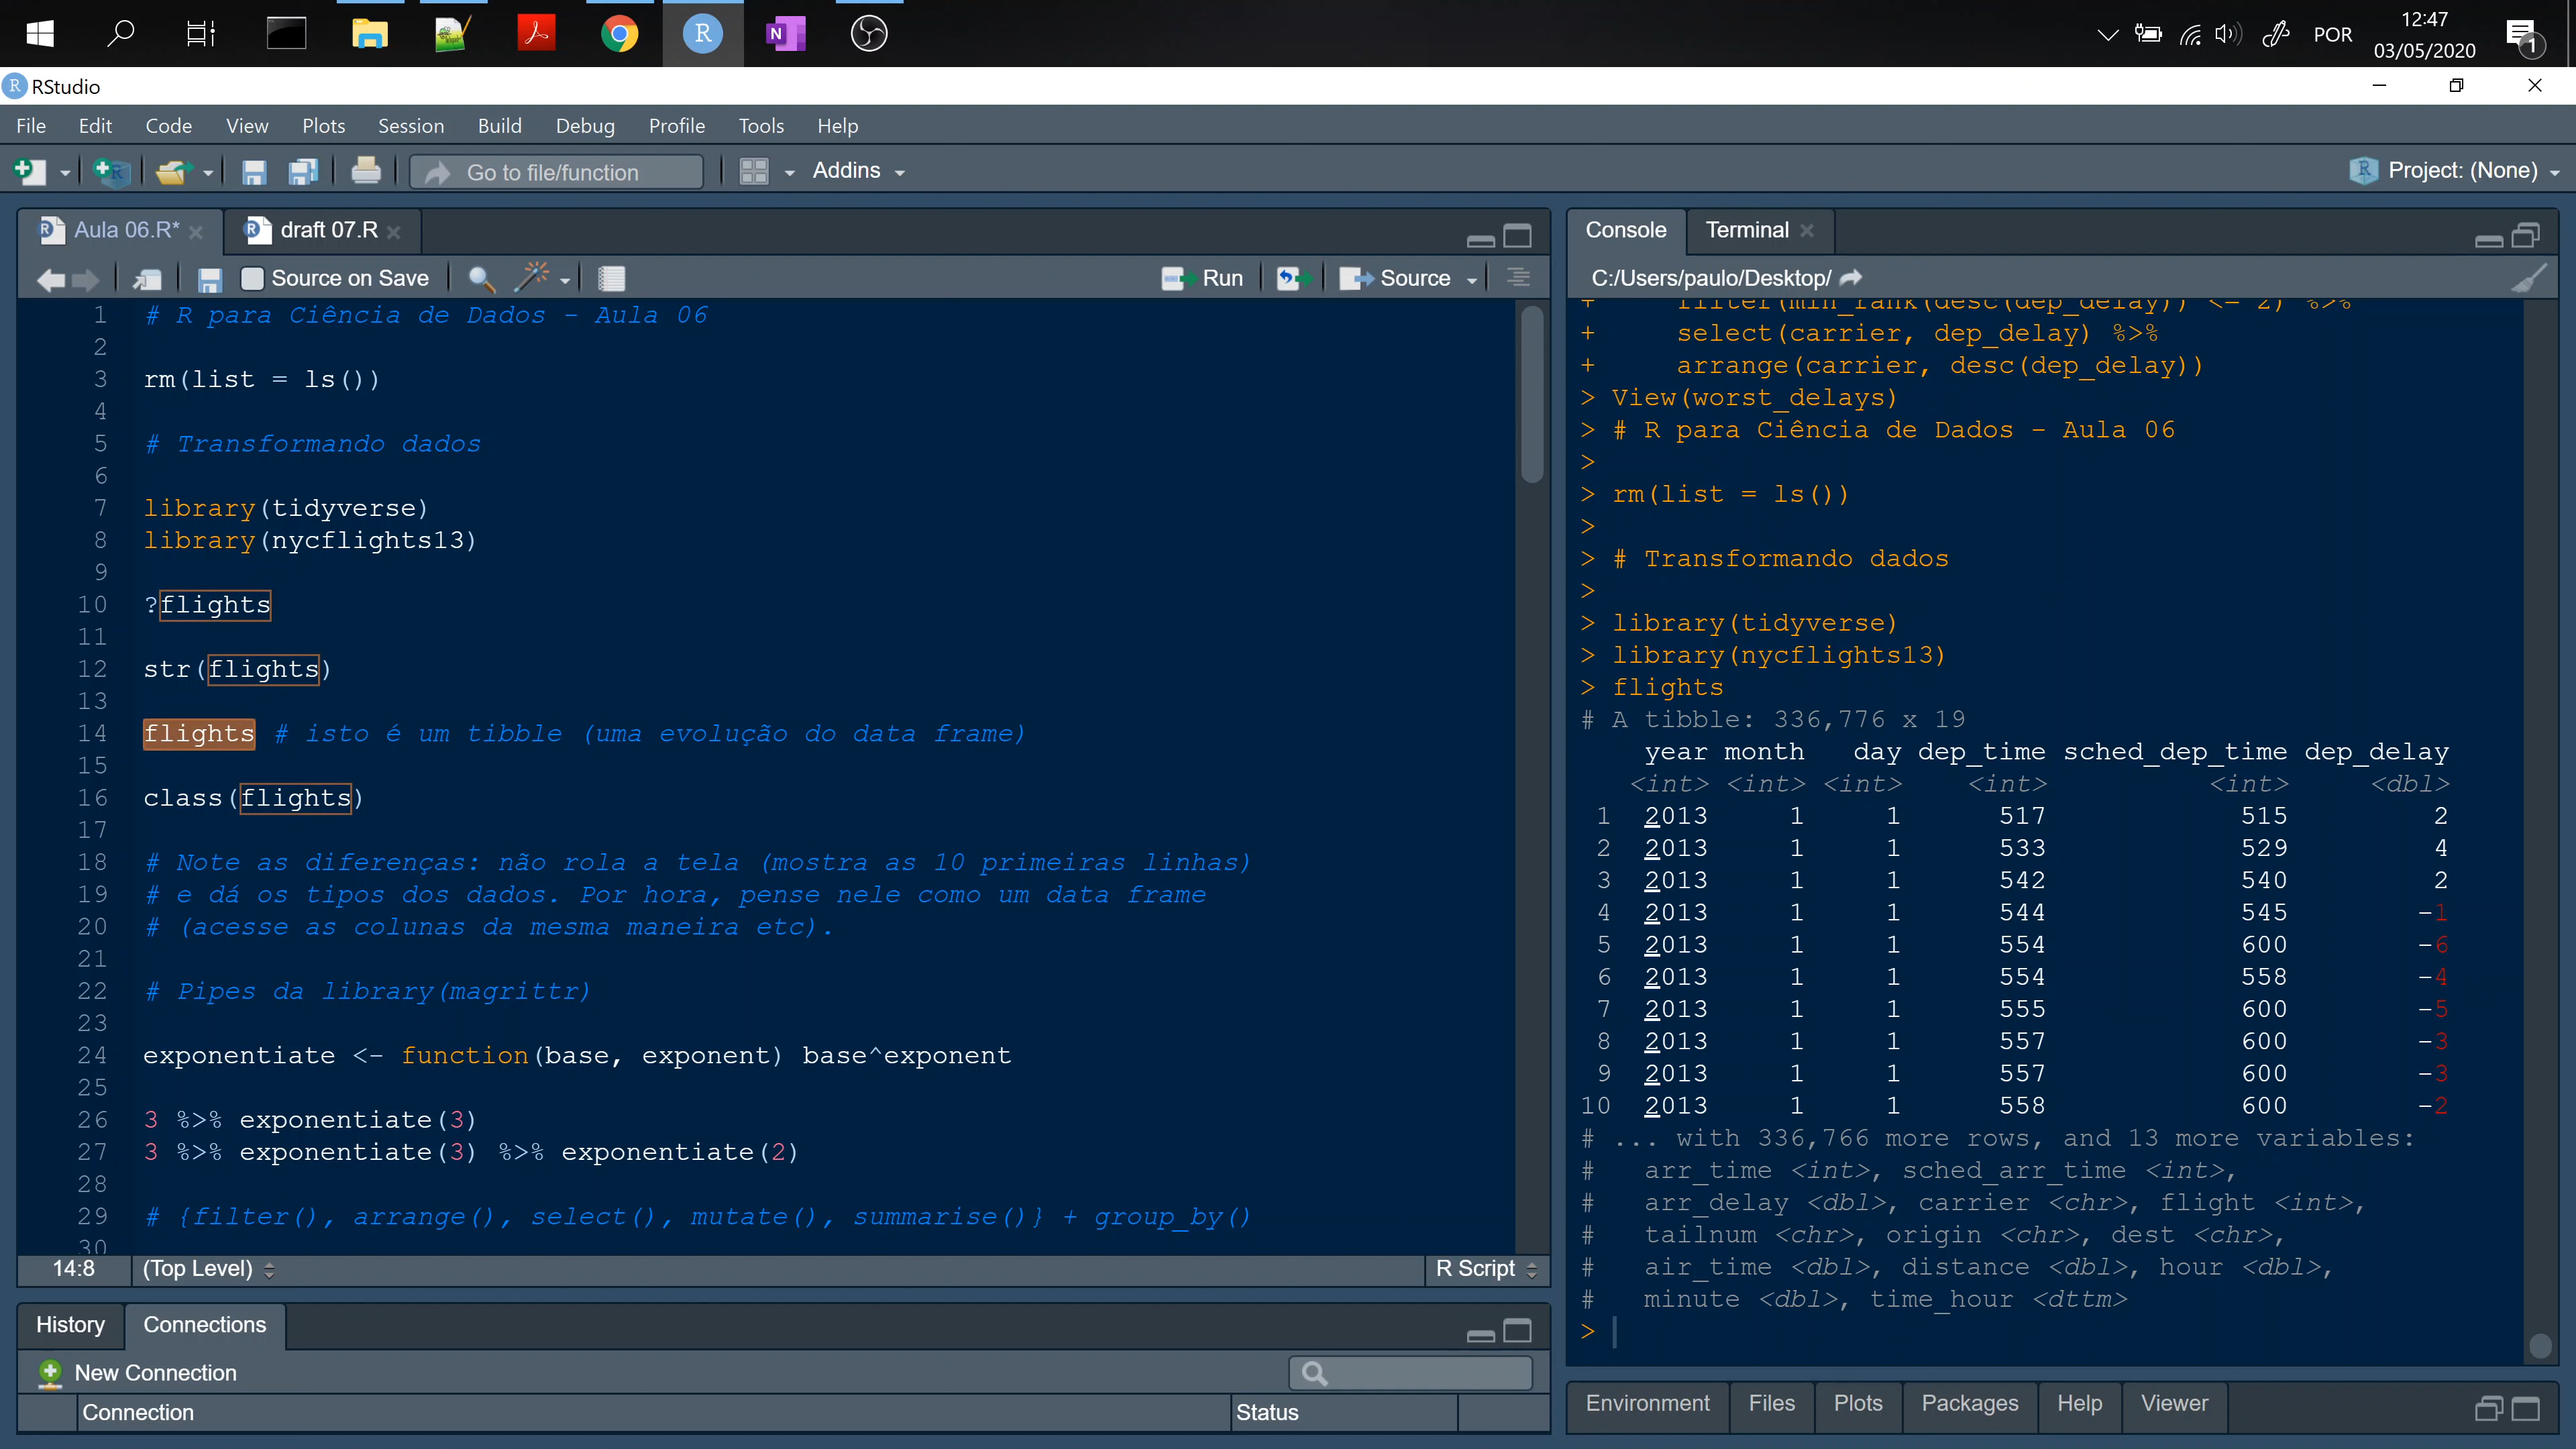 12:47
POR
03/05/2020
1
RStudio
File Edit Code View Plots Session Build Debug Profile Tools Help
Go to file/function
Addins
Project: (None)
Aula 06.R*
draft 07.R
Source on Save
Run
Source
1 # R para Ciência de Dados - Aula 06
2
3 rm(list = ls())
4
5 # Transformando dados
6
7 library(tidyverse)
8 library(nycflights13)
9
10 ?flights
11
12 str(flights)
13
14 flights # isto é um tibble (uma evolução do data frame)
15
16 class(flights)
17
18 # Note as diferenças: não rola a tela (mostra as 10 primeiras linhas)
19 # e dá os tipos dos dados. Por hora, pense nele como um data frame
20 # (acesse as colunas da mesma maneira etc).
21
22 # Pipes da library(magrittr)
23
24 exponentiate <- function(base, exponent) base^exponent
25
26 3 %>% exponentiate(3)
27 3 %>% exponentiate(3) %>% exponentiate(2)
28
29 # {filter(), arrange(), select(), mutate(), summarise()} + group_by()
30
14:8 (Top Level) R Script
History Connections
New Connection
Connection Status
Console Terminal
C:/Users/paulo/Desktop/
+ filter(min_rank(desc(dep_delay)) <= 2) %>%
+ select(carrier, dep_delay) %>%
+ arrange(carrier, desc(dep_delay))
> View(worst_delays)
> # R para Ciência de Dados - Aula 06
>
> rm(list = ls())
>
> # Transformando dados
>
> library(tidyverse)
> library(nycflights13)
> flights
# A tibble: 336,776 x 19
year month day dep_time sched_dep_time dep_delay
<int> <int> <int> <int> <int> <dbl>
1 2013 1 1 517 515 2
2 2013 1 1 533 529 4
3 2013 1 1 542 540 2
4 2013 1 1 544 545 -1
5 2013 1 1 554 600 -6
6 2013 1 1 554 558 -4
7 2013 1 1 555 600 -5
8 2013 1 1 557 600 -3
9 2013 1 1 557 600 -3
10 2013 1 1 558 600 -2
# ... with 336,766 more rows, and 13 more variables:
# arr_time <int>, sched_arr_time <int>,
# arr_delay <dbl>, carrier <chr>, flight <int>,
# tailnum <chr>, origin <chr>, dest <chr>,
# air_time <dbl>, distance <dbl>, hour <dbl>,
# minute <dbl>, time_hour <dttm>
>
Environment Files Plots Packages Help Viewer